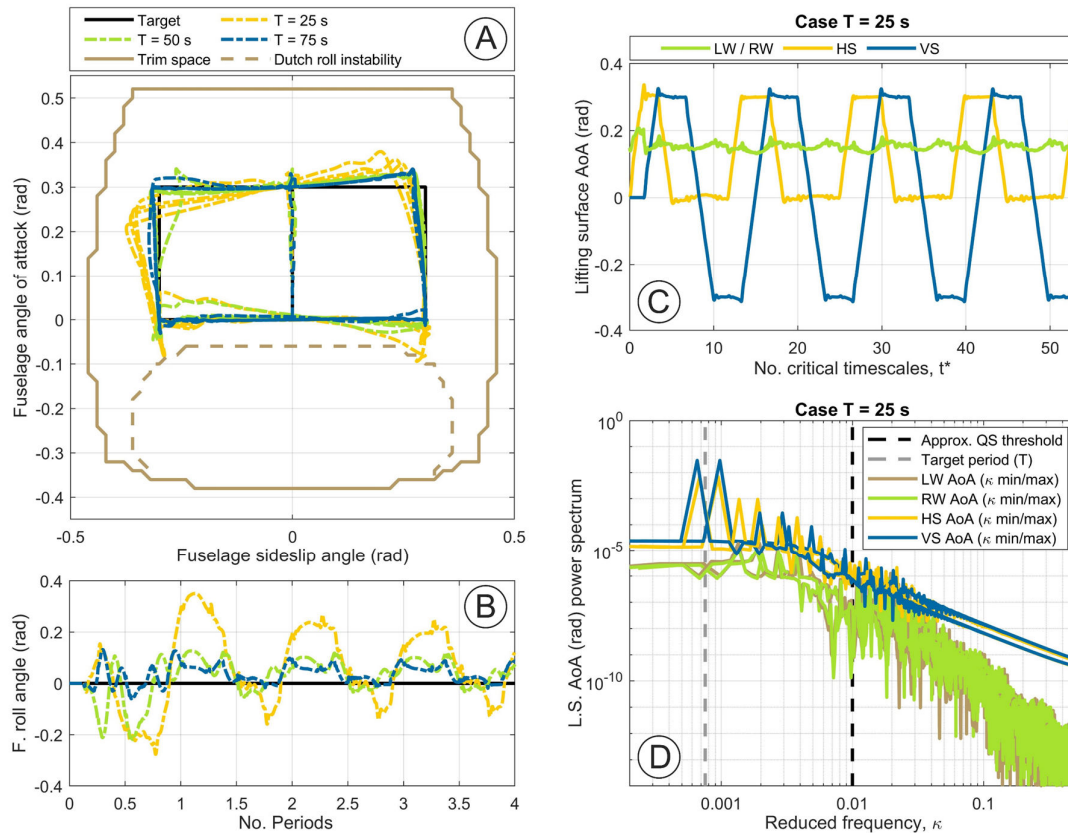 Target
T = 25 s
T = 50 s
T = 75 s
Trim space
Dutch roll instability
A
0.5
0.4
0.3
0.2
0.1
0
-0.1
-0.2
-0.3
-0.4
Fuselage angle of attack (rad)
-0.5
0
0.5
Fuselage sideslip angle (rad)
B
0.4
0.2
0
-0.2
-0.4
F. roll angle (rad)
0
0.5
1
1.5
2
2.5
3
3.5
4
No. Periods
Case T = 25 s
LW / RW
HS
VS
0.4
0.2
0
-0.2
-0.4
Lifting surface AoA (rad)
C
0
10
20
30
40
50
No. critical timescales, t*
Case T = 25 s
Approx. QS threshold
Target period (T)
LW AoA (κ min/max)
RW AoA (κ min/max)
HS AoA (κ min/max)
VS AoA (κ min/max)
10⁰
10⁻⁵
10⁻¹⁰
L.S. AoA (rad) power spectrum
D
0.001
0.01
0.1
Reduced frequency, κ